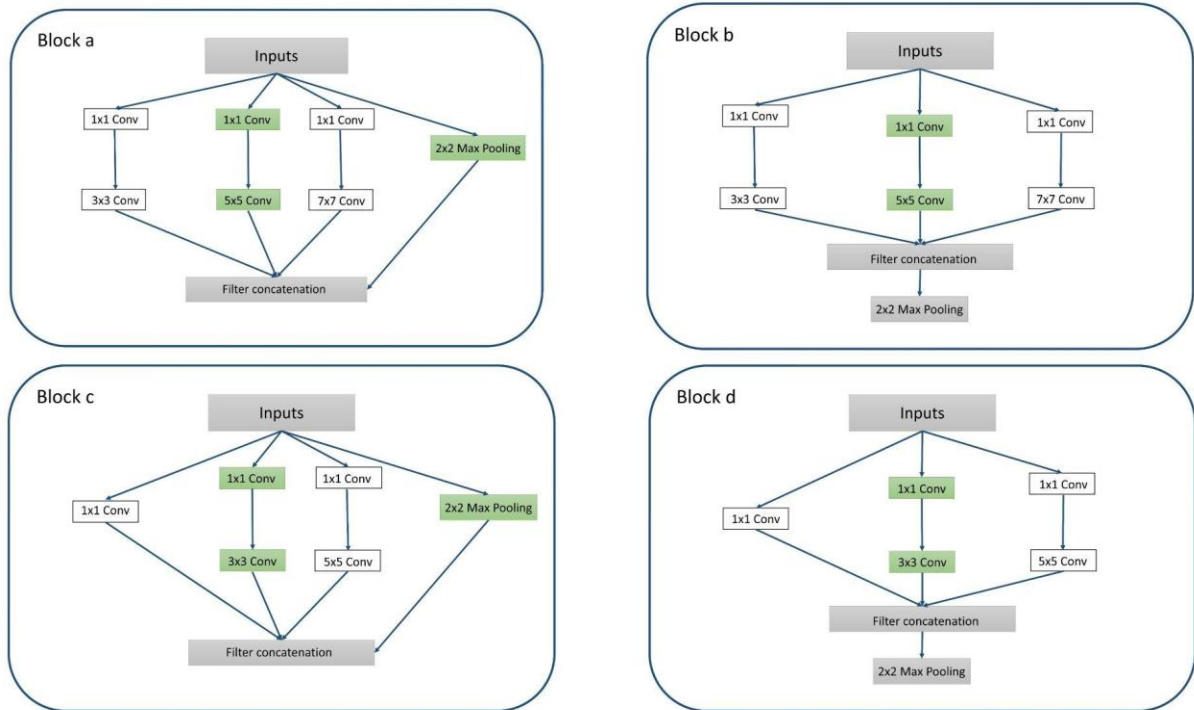 Block a
Inputs
1x1 Conv
1x1 Conv
1x1 Conv
2x2 Max Pooling
3x3 Conv
5x5 Conv
7x7 Conv
Filter concatenation
Block b
Inputs
1x1 Conv
1x1 Conv
1x1 Conv
3x3 Conv
5x5 Conv
7x7 Conv
Filter concatenation
2x2 Max Pooling
Block c
Inputs
1x1 Conv
1x1 Conv
1x1 Conv
2x2 Max Pooling
3x3 Conv
5x5 Conv
Filter concatenation
Block d
Inputs
1x1 Conv
1x1 Conv
1x1 Conv
3x3 Conv
5x5 Conv
Filter concatenation
2x2 Max Pooling